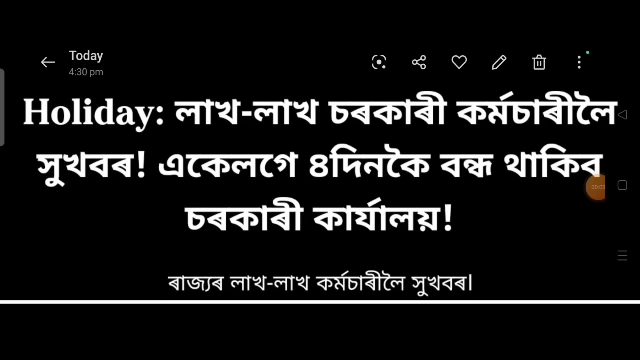 Today
4:30 pm
Holiday: লাখ-লাখ চৰকাৰী কৰ্মচাৰীলৈ
সুখবৰ! একেলগে ৪দিনকৈ বন্ধ থাকিব
চৰকাৰী কাৰ্যালয়!
ৰাজ্যৰ লাখ-লাখ কৰ্মচাৰীলৈ সুখবৰ।